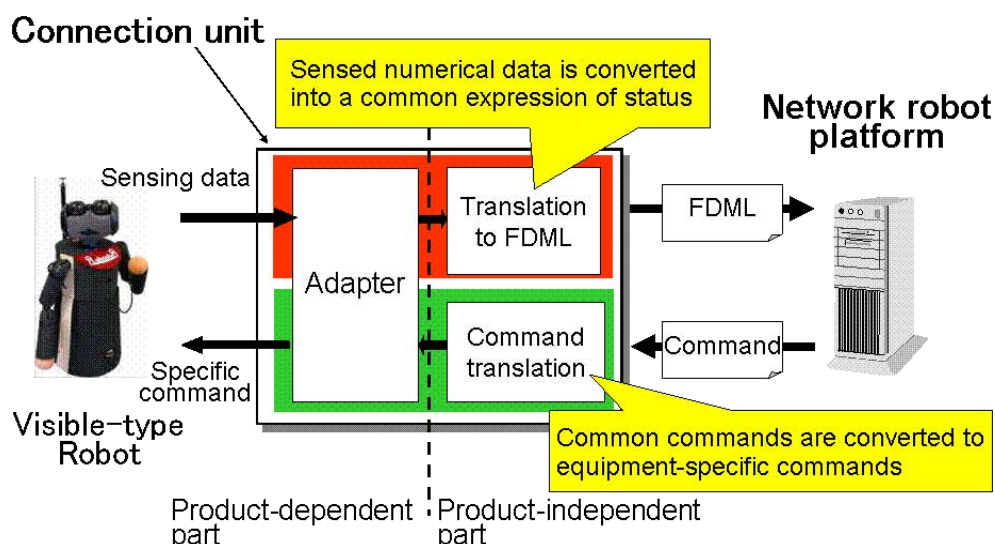 Connection unit
Sensed numerical data is converted
into a common expression of status
Network robot
platform
Sensing data
Translation
to FDML
FDML
Adapter
Command
translation
Command
Specific
command
Visible-type
Robot
Common commands are converted to
equipment-specific commands
Product-dependent
part
Product-independent
part